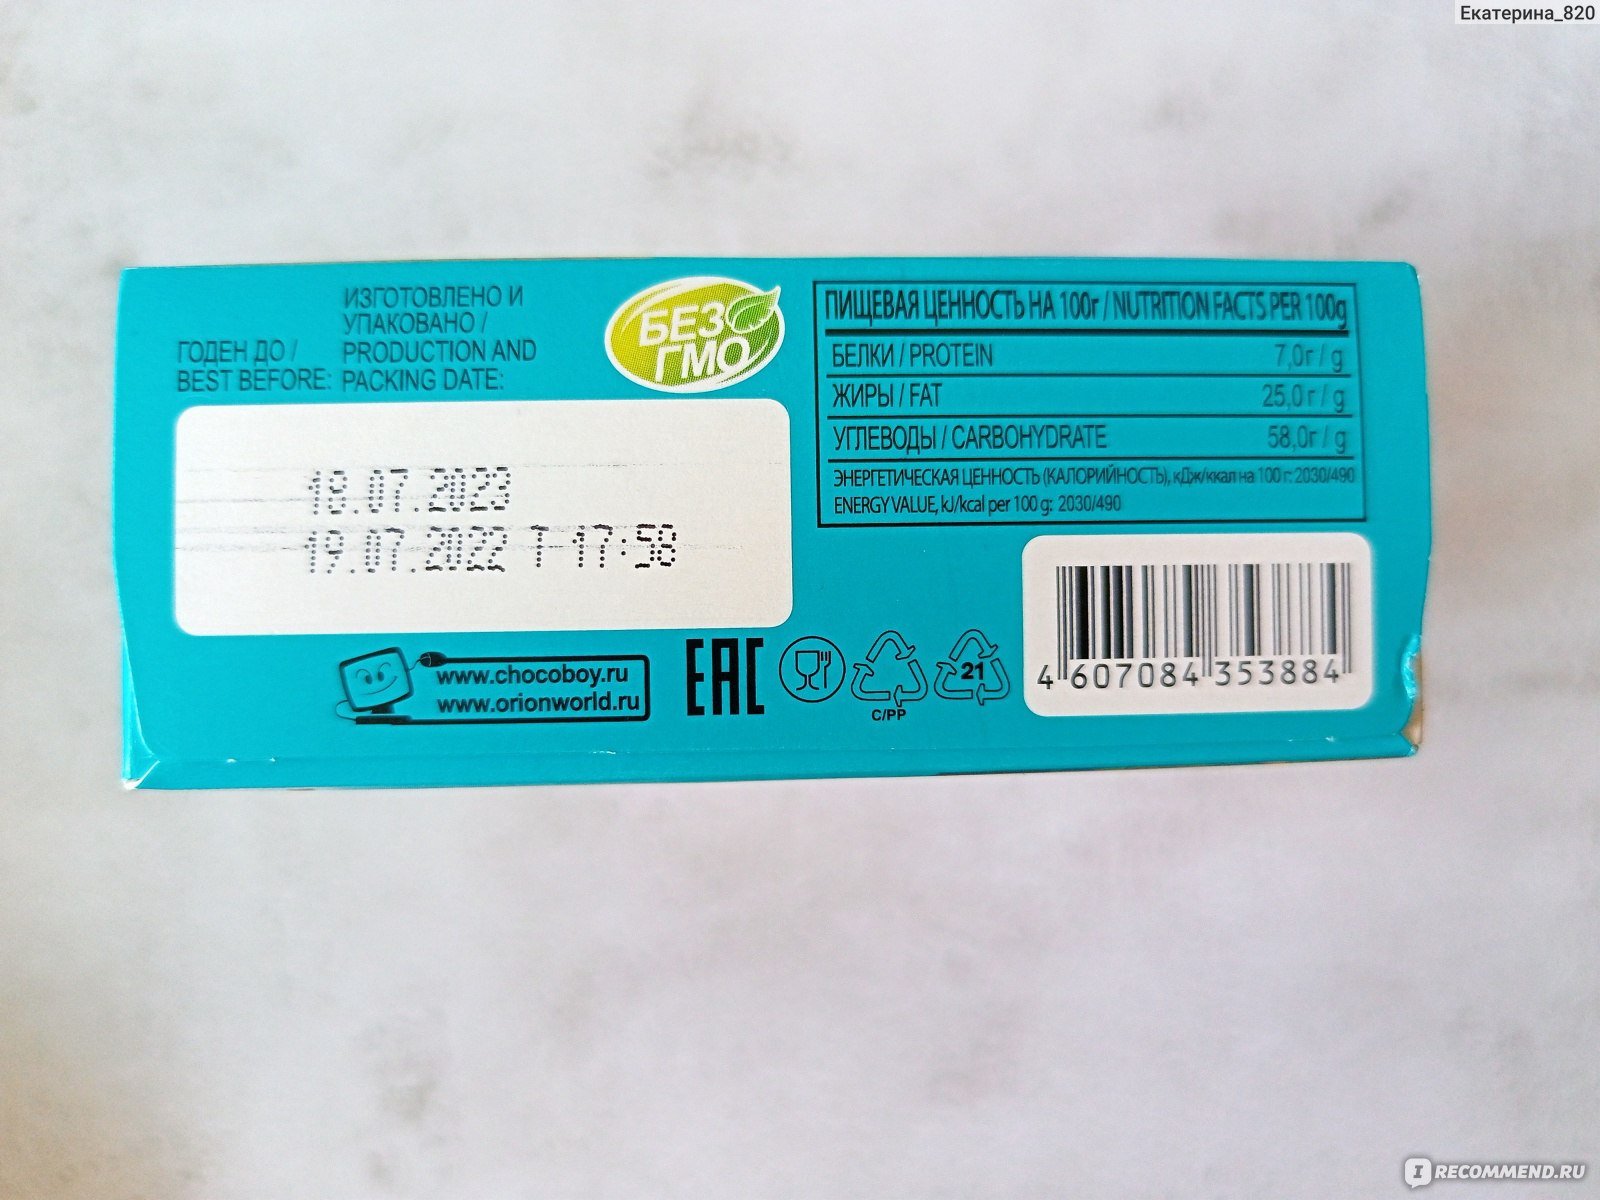 Екатерина_820
ГОДЕН ДО /
BEST BEFORE:
ИЗГОТОВЛЕНО И
УПАКОВАНО /
PRODUCTION AND
PACKING DATE:
БЕЗ
ГМО
18.07.2023
19.07.2022 T 17:58
ПИЩЕВАЯ ЦЕННОСТЬ НА 100г / NUTRITION FACTS PER 100g
БЕЛКИ / PROTEIN 7,0г / g
ЖИРЫ / FAT 25,0г / g
УГЛЕВОДЫ / CARBOHYDRATE 58,0г / g
ЭНЕРГЕТИЧЕСКАЯ ЦЕННОСТЬ (КАЛОРИЙНОСТЬ), кДж/ккал на 100 г: 2030/490
ENERGY VALUE, kJ/kcal per 100 g: 2030/490
www.chocoboy.ru
www.orionworld.ru
EAC
C/PP
21
4 607084 353884
IRECOMMEND.RU